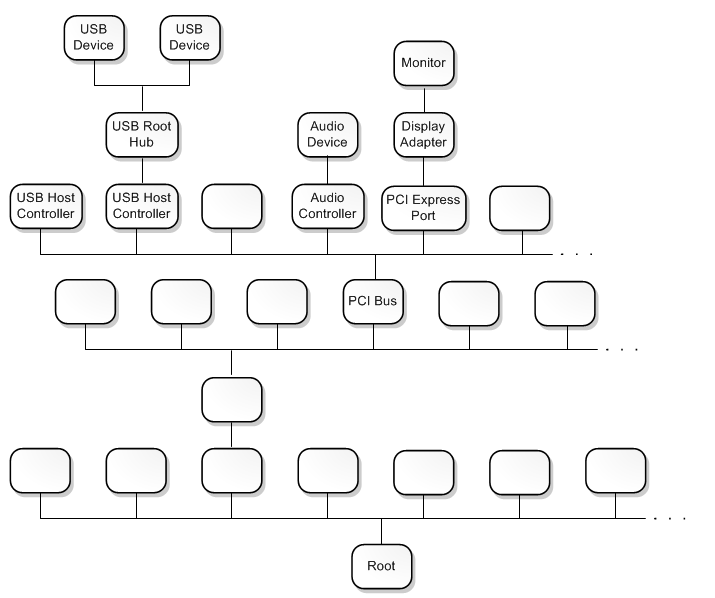 USB
Device
USB
Device
Monitor
USB Root
Hub
Audio
Device
Display
Adapter
USB Host
Controller
USB Host
Controller
Audio
Controller
PCI Express
Port
. . .
PCI Bus
. . .
. . .
Root